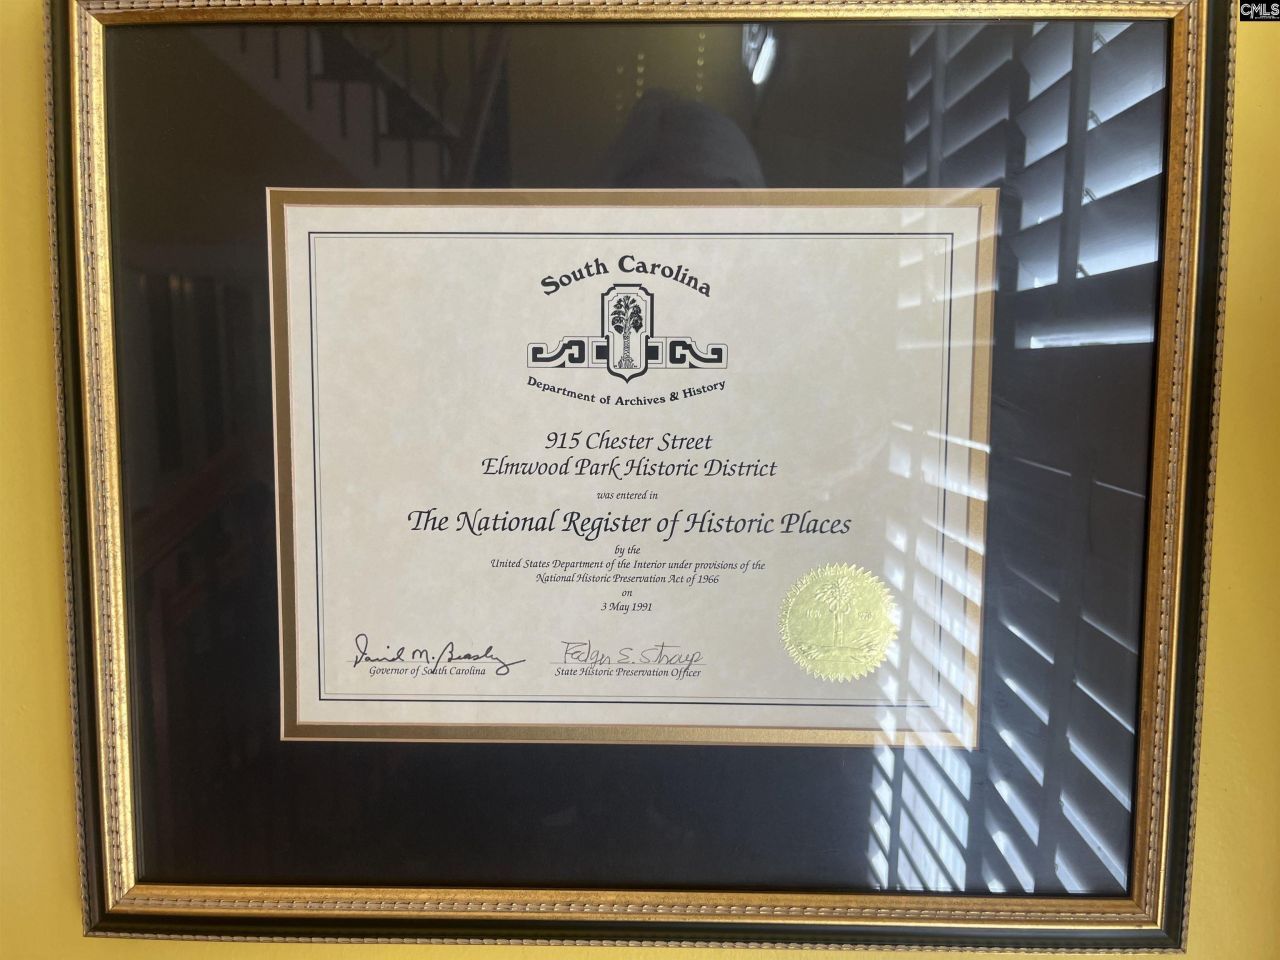 CMLS
South Carolina
Department of Archives & History
915 Chester Street
Elmwood Park Historic District
was entered in
The National Register of Historic Places
by the
United States Department of the Interior under provisions of the
National Historic Preservation Act of 1966
on
3 May 1991
David M. Beasley
Governor of South Carolina
State Historic Preservation Officer